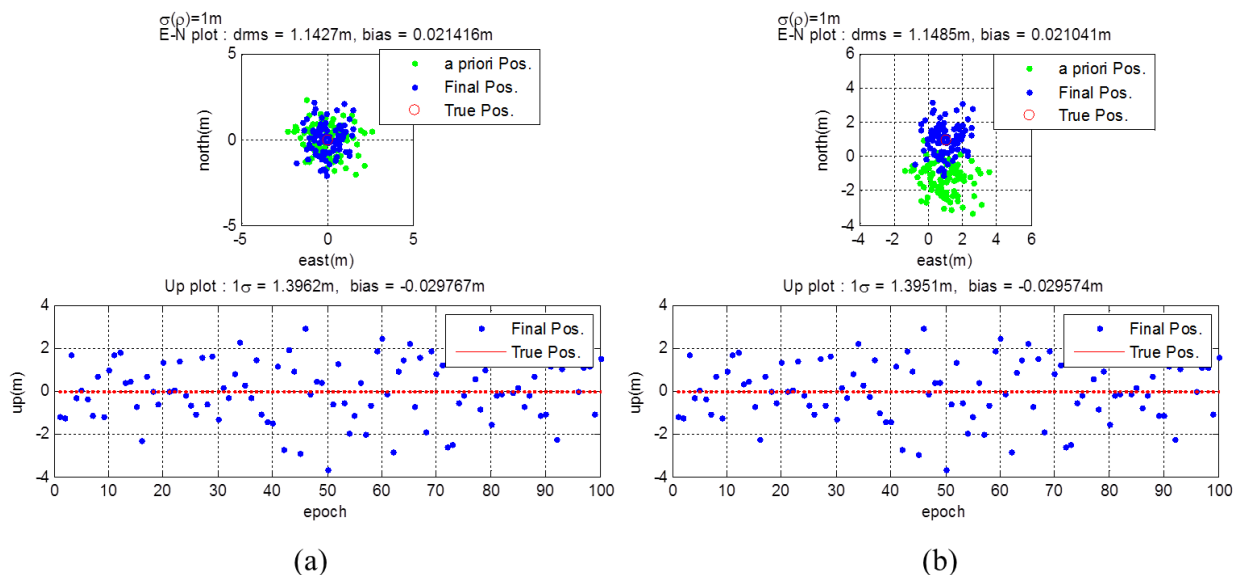 σ(ρ)=1m
E-N plot : drms = 1.1427m, bias = 0.021416m
5
0
-5
north(m)
-5
0
5
east(m)
a priori Pos.
Final Pos.
True Pos.
Up plot : 1σ = 1.3962m, bias = -0.029767m
4
2
0
-2
-4
up(m)
0
10
20
30
40
50
60
70
80
90
100
epoch
Final Pos.
True Pos.
(a)
σ(ρ)=1m
E-N plot : drms = 1.1485m, bias = 0.021041m
6
4
2
0
-2
-4
north(m)
-4
-2
0
2
4
6
east(m)
a priori Pos.
Final Pos.
True Pos.
Up plot : 1σ = 1.3951m, bias = -0.029574m
4
2
0
-2
-4
up(m)
0
10
20
30
40
50
60
70
80
90
100
epoch
Final Pos.
True Pos.
(b)